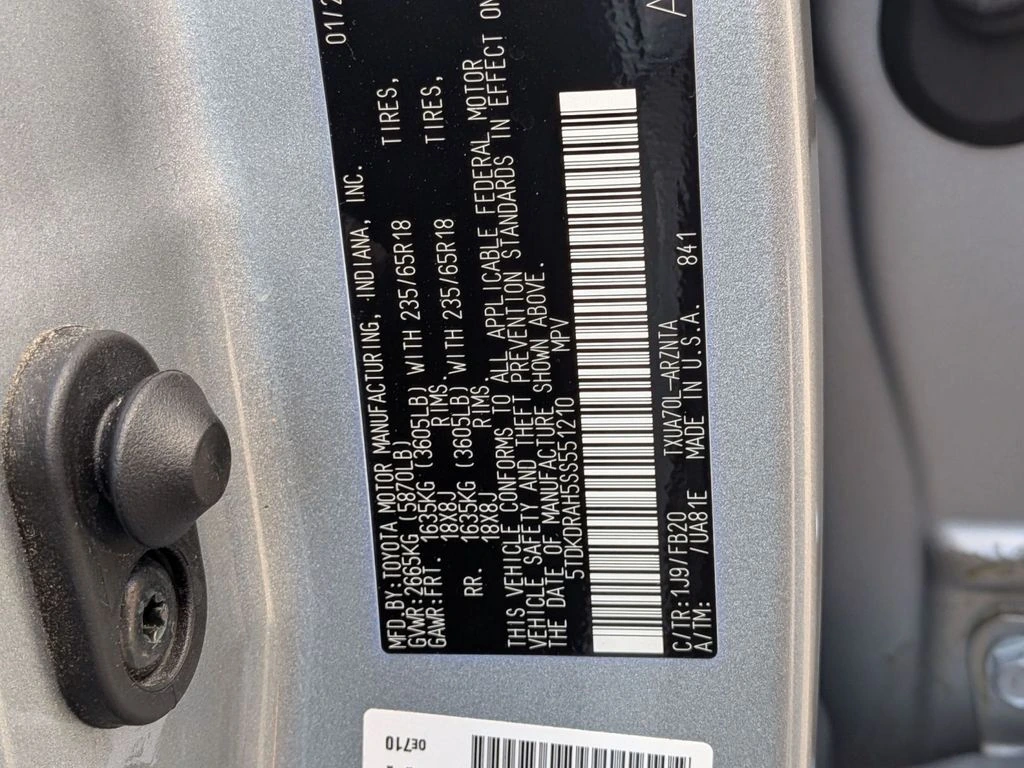 MFD.BY:TOYOTA MOTOR MANUFACTURING, INDIANA, INC. 01/2
GVWR:2665KG (5870LB)
GAWR:FRT. 1635KG (3605LB) WITH 235/65R18 TIRES,
18X8J RIMS.
RR. 1635KG (3605LB) WITH 235/65R18 TIRES,
18X8J RIMS.
THIS VEHICLE CONFORMS TO ALL APPLICABLE FEDERAL MOTOR
VEHICLE SAFETY AND THEFT PREVENTION STANDARDS IN EFFECT ON
THE DATE OF MANUFACTURE SHOWN ABOVE.
5TDKDRAH5SS551210 MPV
C/TR:1J9/FB20 TXUA70L-ARZNTA
A/TM: /UA81E MADE IN U.S.A. 841
A
0E710